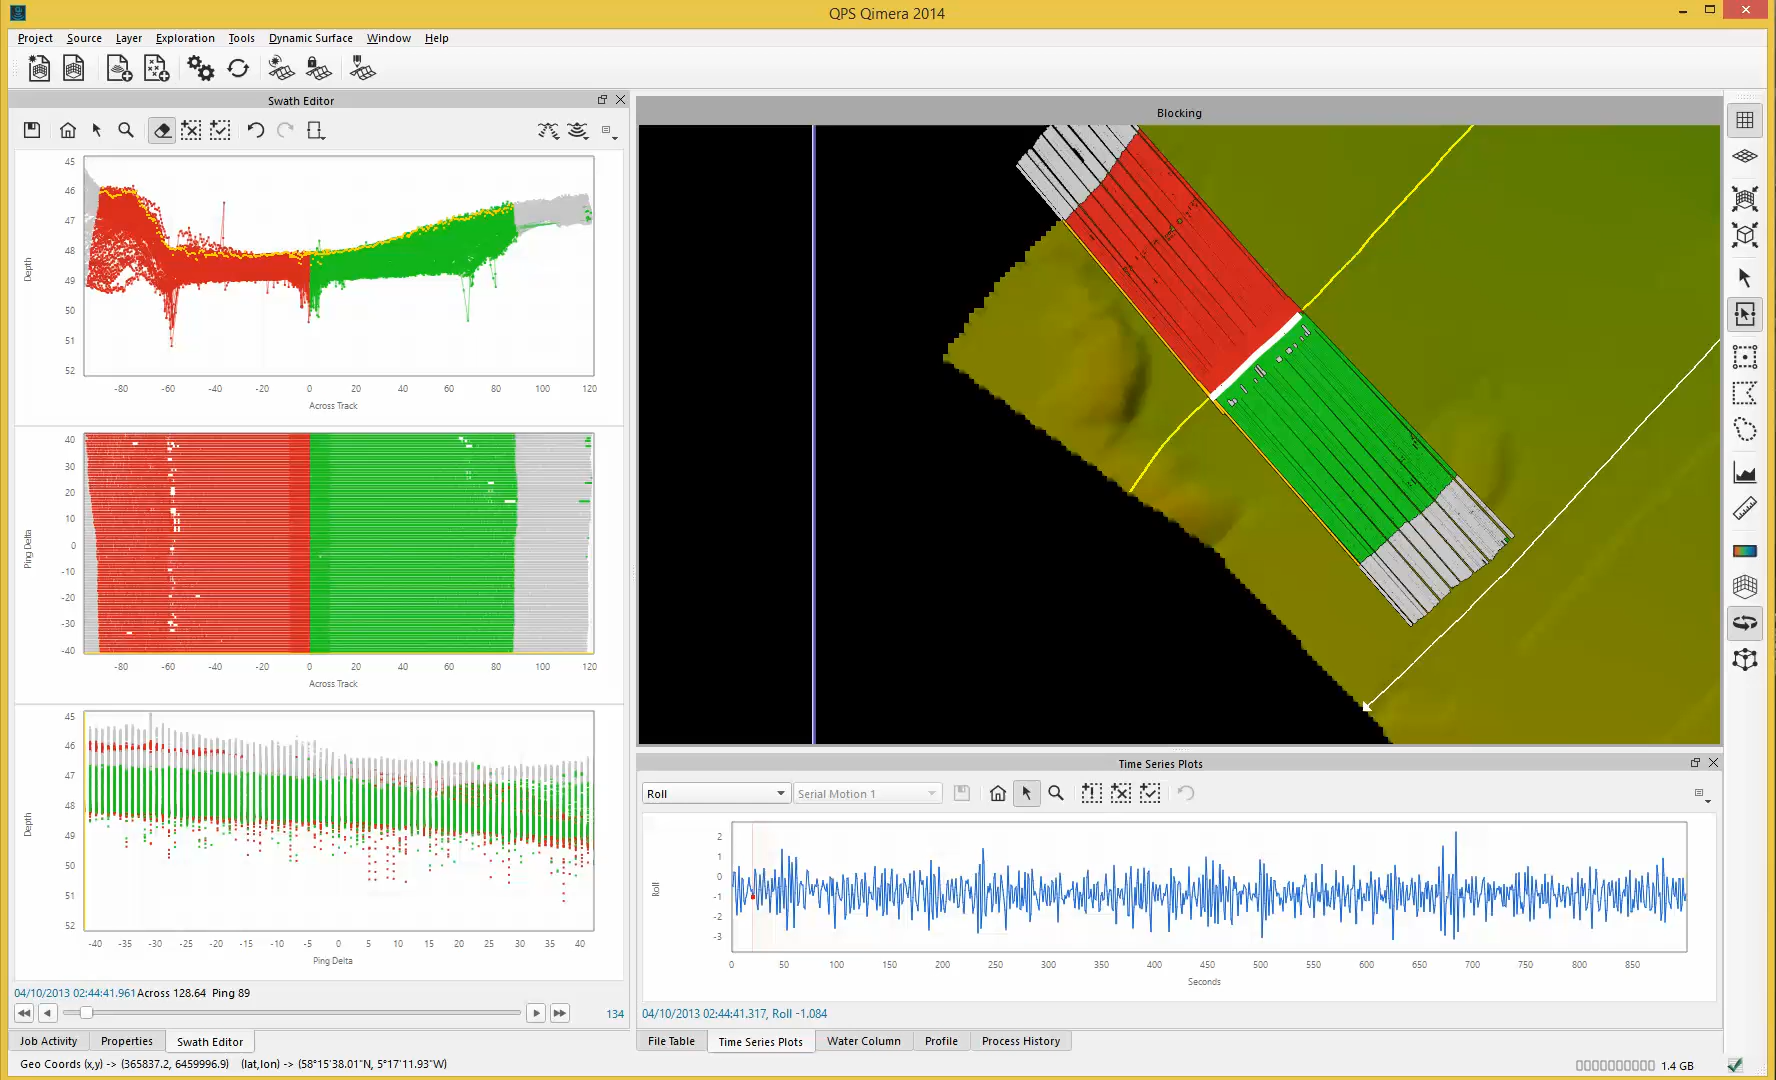 QPS Qimera 2014
Project Source Layer Exploration Tools Dynamic Surface Window Help
Swath Editor
45
46
47
48
49
50
51
52
Depth
-80 -60 -40 -20 0 20 40 60 80 100 120
Across Track
40
30
20
10
0
-10
-20
-30
-40
Ping Delta
-80 -60 -40 -20 0 20 40 60 80 100 120
Across Track
45
46
47
48
49
50
51
52
Depth
-40 -35 -30 -25 -20 -15 -10 -5 0 5 10 15 20 25 30 35 40
Ping Delta
04/10/2013 02:44:41.961 Across 128.64 Ping 89
134
Job Activity Properties Swath Editor
Blocking
Time Series Plots
Roll Serial Motion 1
2
1
0
-1
-2
-3
Roll
0 50 100 150 200 250 300 350 400 450 500 550 600 650 700 750 800 850
Seconds
04/10/2013 02:44:41.317, Roll -1.084
File Table Time Series Plots Water Column Profile Process History
Geo Coords (x,y) -> (365837.2, 6459996.9) (lat,lon) -> (58°15'38.01"N, 5°17'11.93"W)
1.4 GB